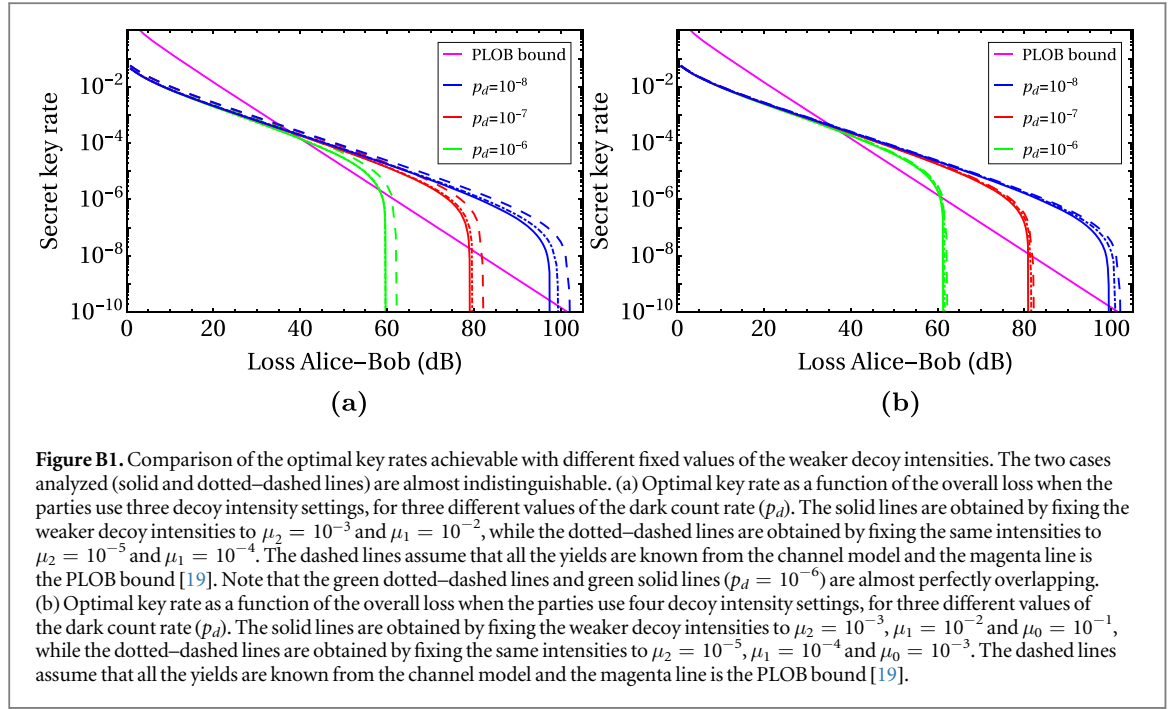 PLOB bound
p_d=10^-8
p_d=10^-7
p_d=10^-6
10^-2
10^-4
10^-6
10^-8
10^-10
Secret key rate
0 20 40 60 80 100
Loss Alice–Bob (dB)
(a)
PLOB bound
p_d=10^-8
p_d=10^-7
p_d=10^-6
10^-2
10^-4
10^-6
10^-8
10^-10
Secret key rate
0 20 40 60 80 100
Loss Alice–Bob (dB)
(b)
Figure B1. Comparison of the optimal key rates achievable with different fixed values of the weaker decoy intensities. The two cases
analyzed (solid and dotted–dashed lines) are almost indistinguishable. (a) Optimal key rate as a function of the overall loss when the
parties use three decoy intensity settings, for three different values of the dark count rate (p_d). The solid lines are obtained by fixing the
weaker decoy intensities to μ_2 = 10^-3 and μ_1 = 10^-2, while the dotted–dashed lines are obtained by fixing the same intensities to
μ_2 = 10^-5 and μ_1 = 10^-4. The dashed lines assume that all the yields are known from the channel model and the magenta line is
the PLOB bound [19]. Note that the green dotted–dashed lines and green solid lines (p_d = 10^-6) are almost perfectly overlapping.
(b) Optimal key rate as a function of the overall loss when the parties use four decoy intensity settings, for three different values of
the dark count rate (p_d). The solid lines are obtained by fixing the weaker decoy intensities to μ_2 = 10^-3, μ_1 = 10^-2 and μ_0 = 10^-1,
while the dotted–dashed lines are obtained by fixing the same intensities to μ_2 = 10^-5, μ_1 = 10^-4 and μ_0 = 10^-3. The dashed lines
assume that all the yields are known from the channel model and the magenta line is the PLOB bound [19].